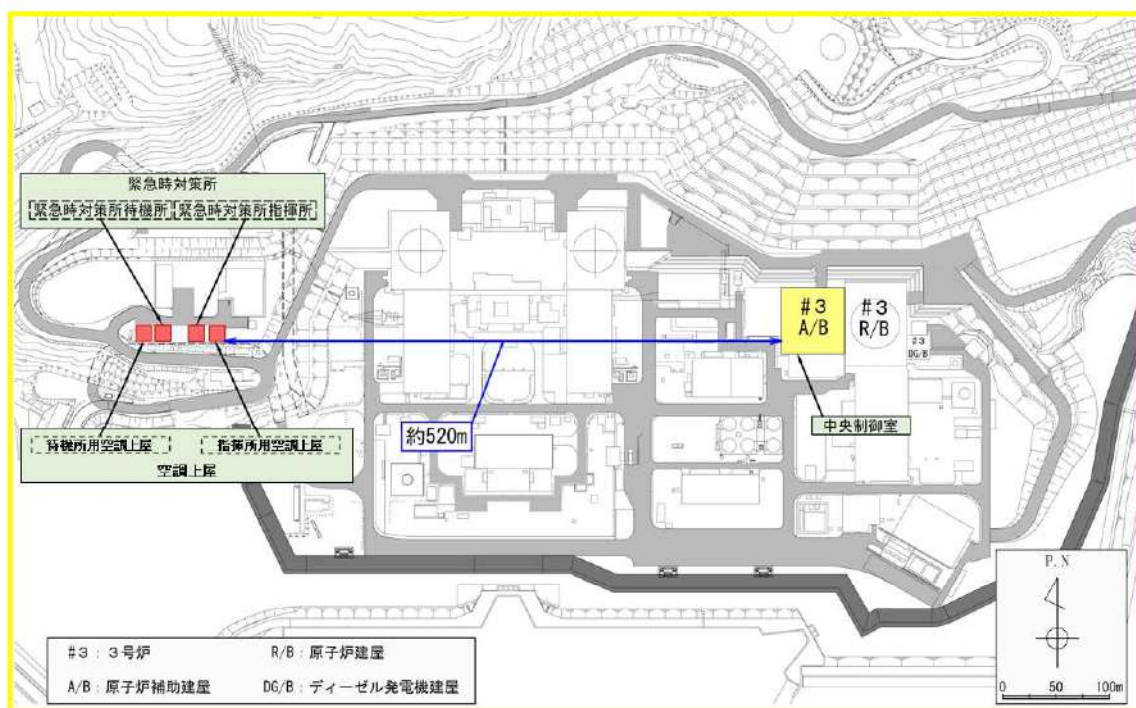 緊急時対策所
緊急時対策所待機所 緊急時対策所指揮所
#3
A/B
#3
R/B
#3
DG/B
約520m
中央制御室
待機所用空調上屋 指揮所用空調上屋
空調上屋
P.N
0 50 100m
#3:3号炉 R/B:原子炉建屋
A/B:原子炉補助建屋 DG/B:ディーゼル発電機建屋